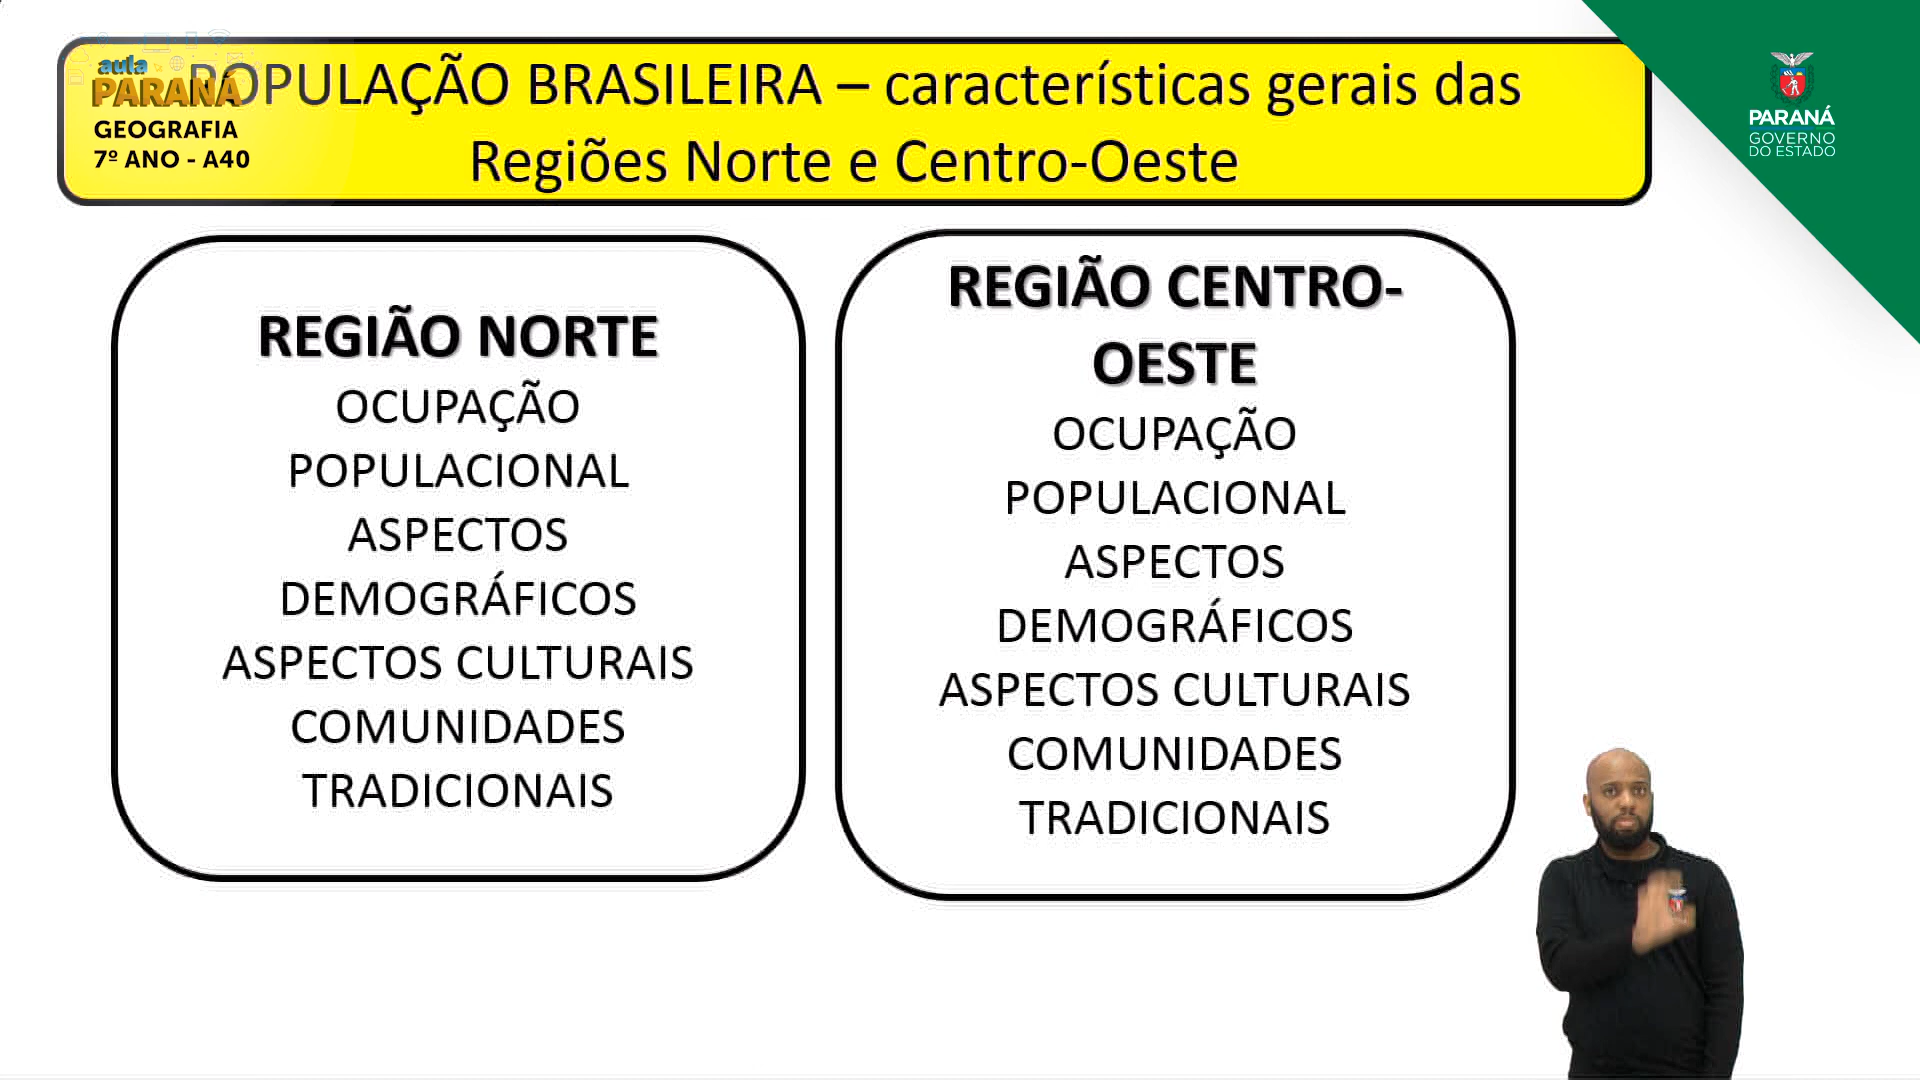 aula
PARANÁ
GEOGRAFIA
7º ANO - A40
POPULAÇÃO BRASILEIRA – características gerais das
Regiões Norte e Centro-Oeste
PARANÁ
GOVERNO
DO ESTADO
REGIÃO NORTE
OCUPAÇÃO
POPULACIONAL
ASPECTOS
DEMOGRÁFICOS
ASPECTOS CULTURAIS
COMUNIDADES
TRADICIONAIS
REGIÃO CENTRO-
OESTE
OCUPAÇÃO
POPULACIONAL
ASPECTOS
DEMOGRÁFICOS
ASPECTOS CULTURAIS
COMUNIDADES
TRADICIONAIS